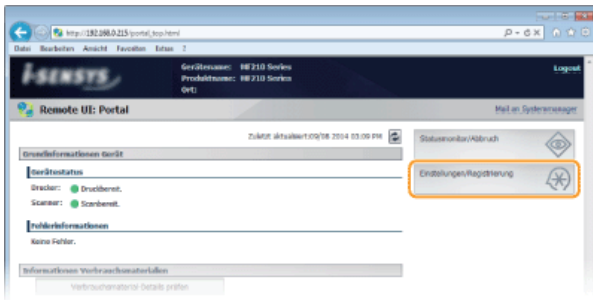 http://192.168.0.215/portal_top.html
Datei Bearbeiten Ansicht Favoriten Extras ?
i-SENSYS
Gerätename: MF210 Series
Produktname: MF210 Series
Ort:
Logout
Remote UI: Portal
Mail an Systemmanager
Zuletzt aktualisiert:09/08 2014 03:09 PM
Statusmonitor/Abbruch
Grundinformationen Gerät
Einstellungen/Registrierung
Gerätestatus
Drucker: Druckbereit.
Scanner: Scanbereit.
Fehlerinformationen
Keine Fehler.
Informationen Verbrauchsmaterialien
Verbrauchsmaterial-Details prüfen